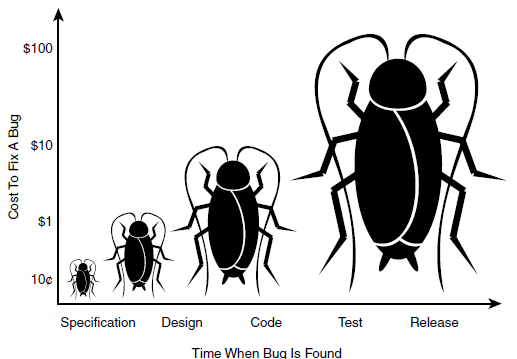 $100
$10
$1
10¢
Cost To Fix A Bug
Specification Design Code Test Release
Time When Bug Is Found